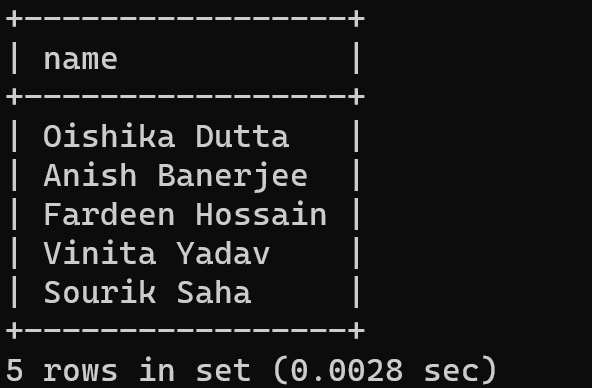 +-----------------+
| name            |
+-----------------+
| Oishika Dutta   |
| Anish Banerjee  |
| Fardeen Hossain |
| Vinita Yadav    |
| Sourik Saha     |
+-----------------+
5 rows in set (0.0028 sec)